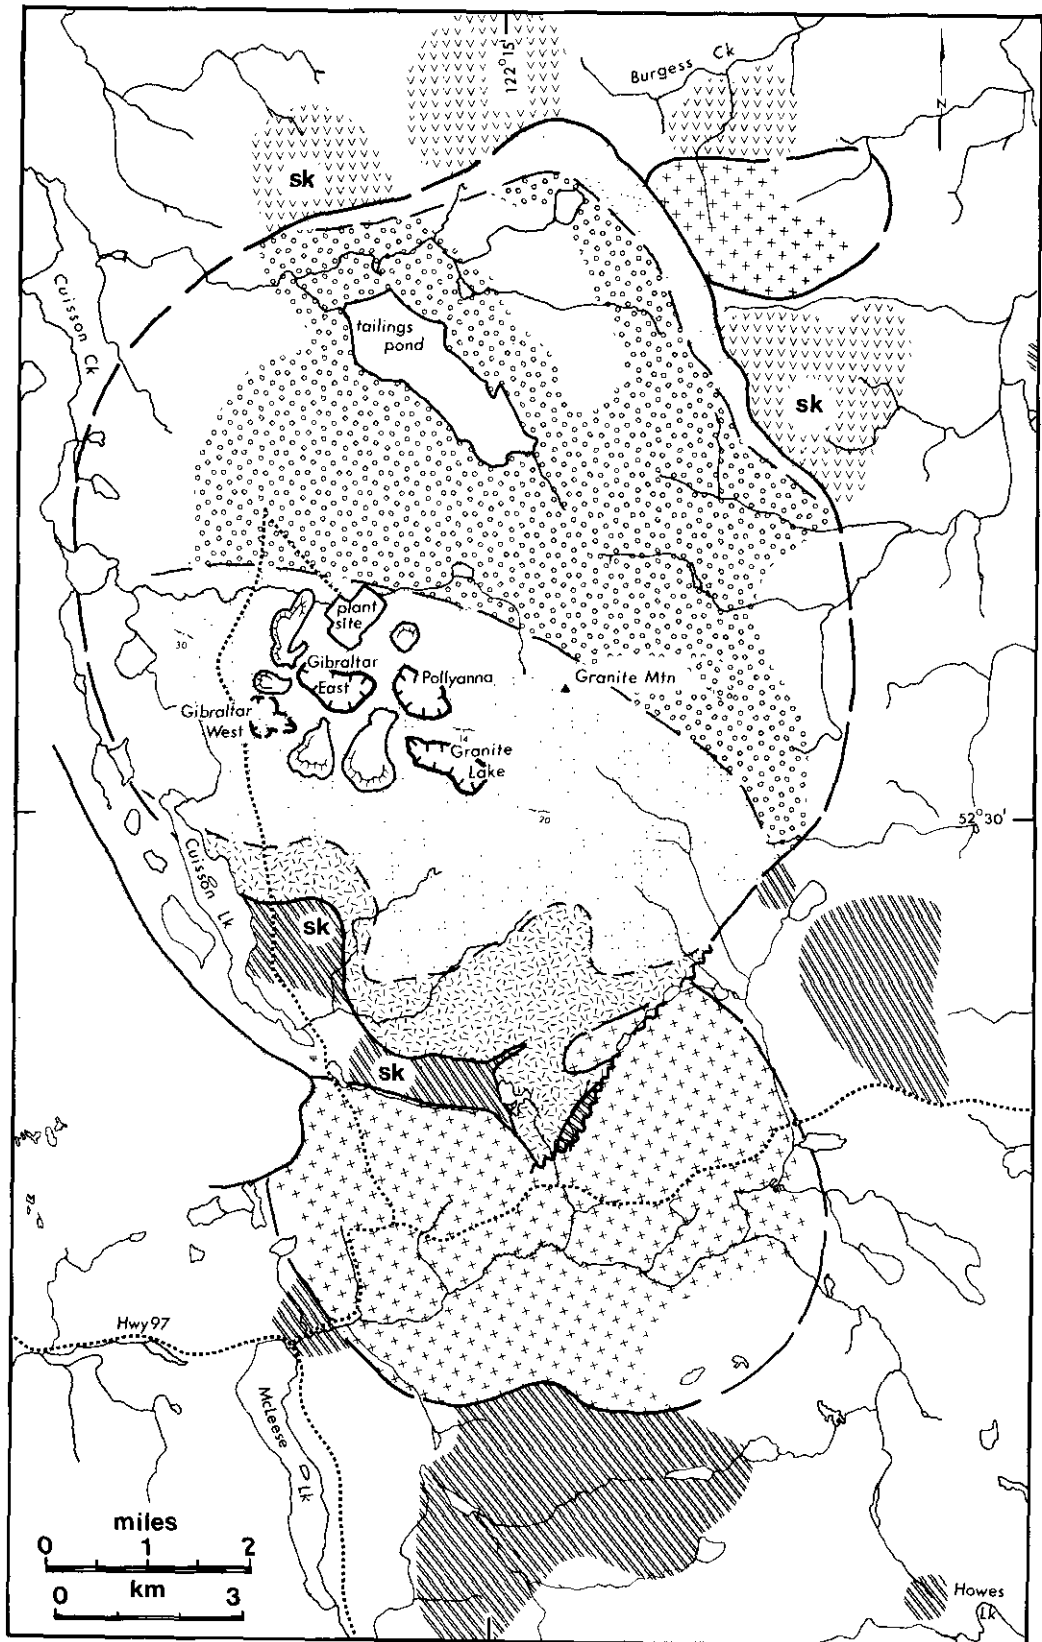 122°15'
Burgess Ck
N
sk
Cuisson Ck
tailings
pond
sk
plant
site
30
Gibraltar
East
Pollyanna
Granite Mtn
Gibraltar
West
14
Granite
Lake
20
52°30'
Cuisson Lk
sk
sk
Hwy97
McLeese Lk
miles
0 1 2
km
0 3
Howes
Lk